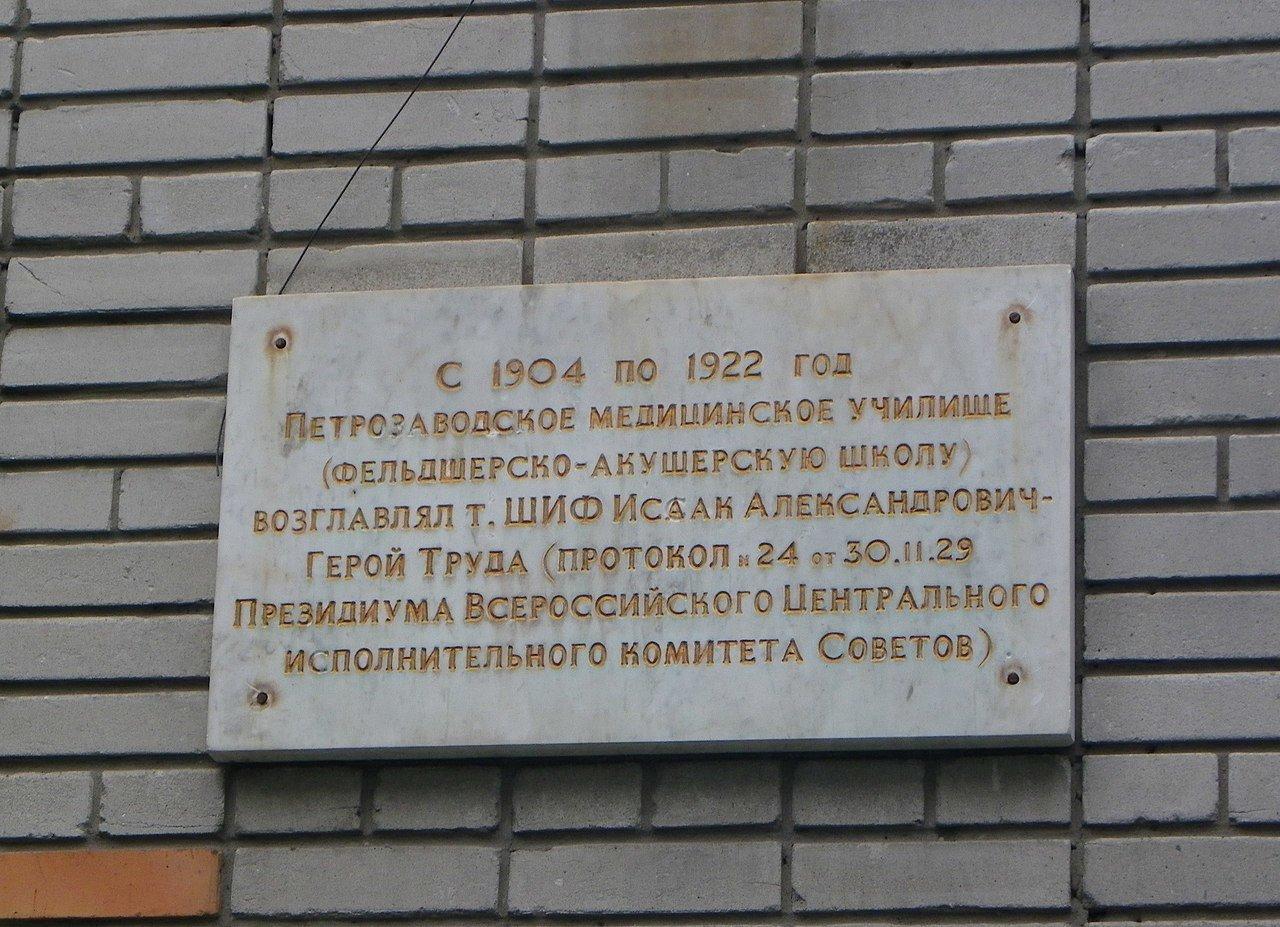 С 1904 ПО 1922 ГОД
ПЕТРОЗАВОДСКОЕ МЕДИЦИНСКОЕ УЧИЛИЩЕ
(ФЕЛЬДШЕРСКО-АКУШЕРСКУЮ ШКОЛУ)
ВОЗГЛАВЛЯЛ Т. ШИФ ИСААК АЛЕКСАНДРОВИЧ-
ГЕРОЙ ТРУДА (ПРОТОКОЛ N 24 ОТ 30.11.29
ПРЕЗИДИУМА ВСЕРОССИЙСКОГО ЦЕНТРАЛЬНОГО
ИСПОЛНИТЕЛЬНОГО КОМИТЕТА СОВЕТОВ)